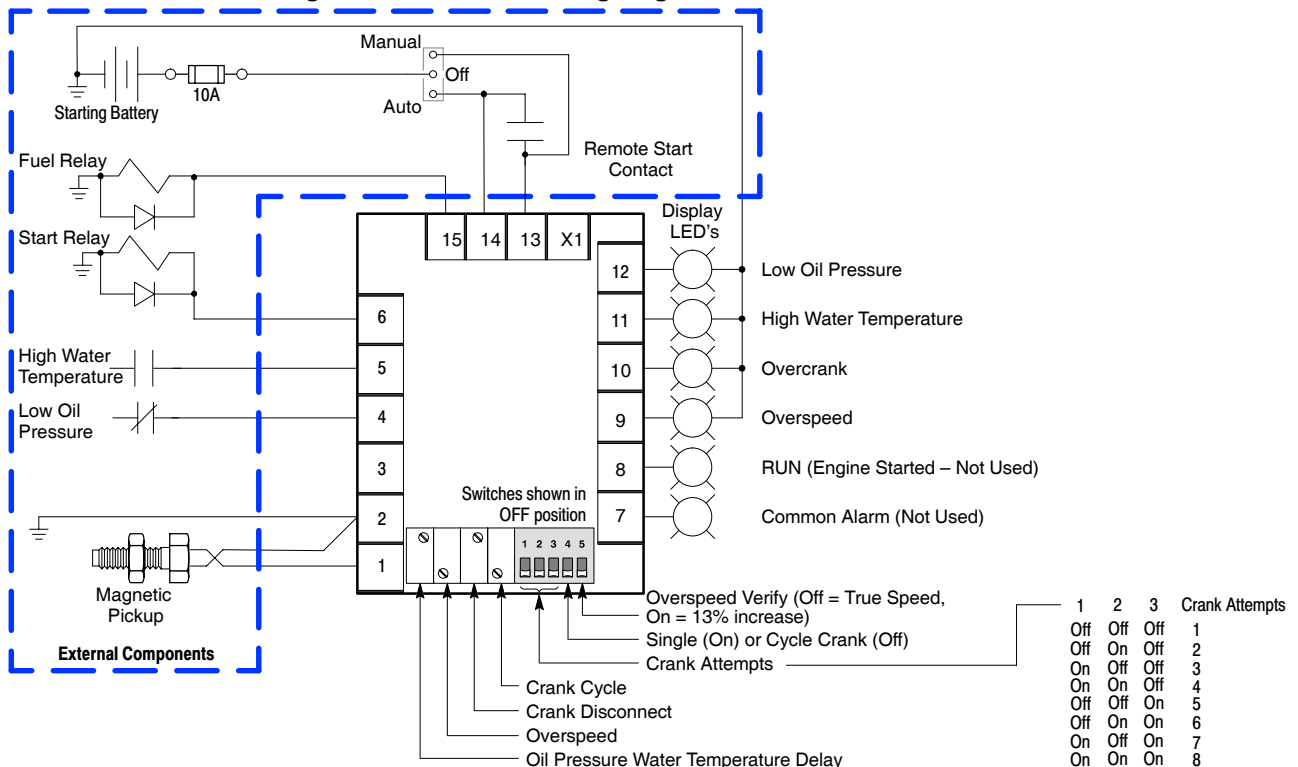 Manual
Off
Auto
10A
Starting Battery
Remote Start
Contact
Fuel Relay
Start Relay
High Water
Temperature
Low Oil
Pressure
Magnetic
Pickup
External Components
15 14 13 X1
6
5
4
3
2
1
12
11
10
9
8
7
Display
LED's
Low Oil Pressure
High Water Temperature
Overcrank
Overspeed
RUN (Engine Started – Not Used)
Common Alarm (Not Used)
Switches shown in
OFF position
1 2 3 4 5
Overspeed Verify (Off = True Speed,
On = 13% increase)
Single (On) or Cycle Crank (Off)
Crank Attempts
Crank Cycle
Crank Disconnect
Overspeed
Oil Pressure Water Temperature Delay
1 2 3 Crank Attempts
Off Off Off 1
Off On Off 2
On Off Off 3
On On Off 4
Off Off On 5
Off On On 6
On Off On 7
On On On 8